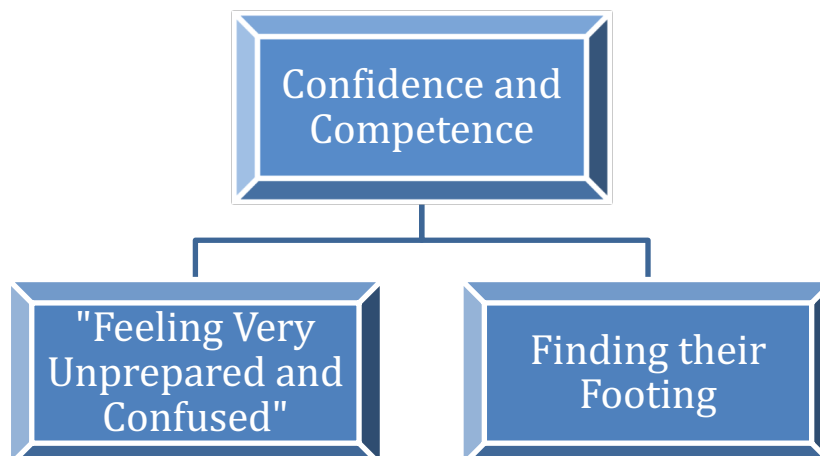 Confidence and
Competence
"Feeling Very
Unprepared and
Confused"
Finding their
Footing